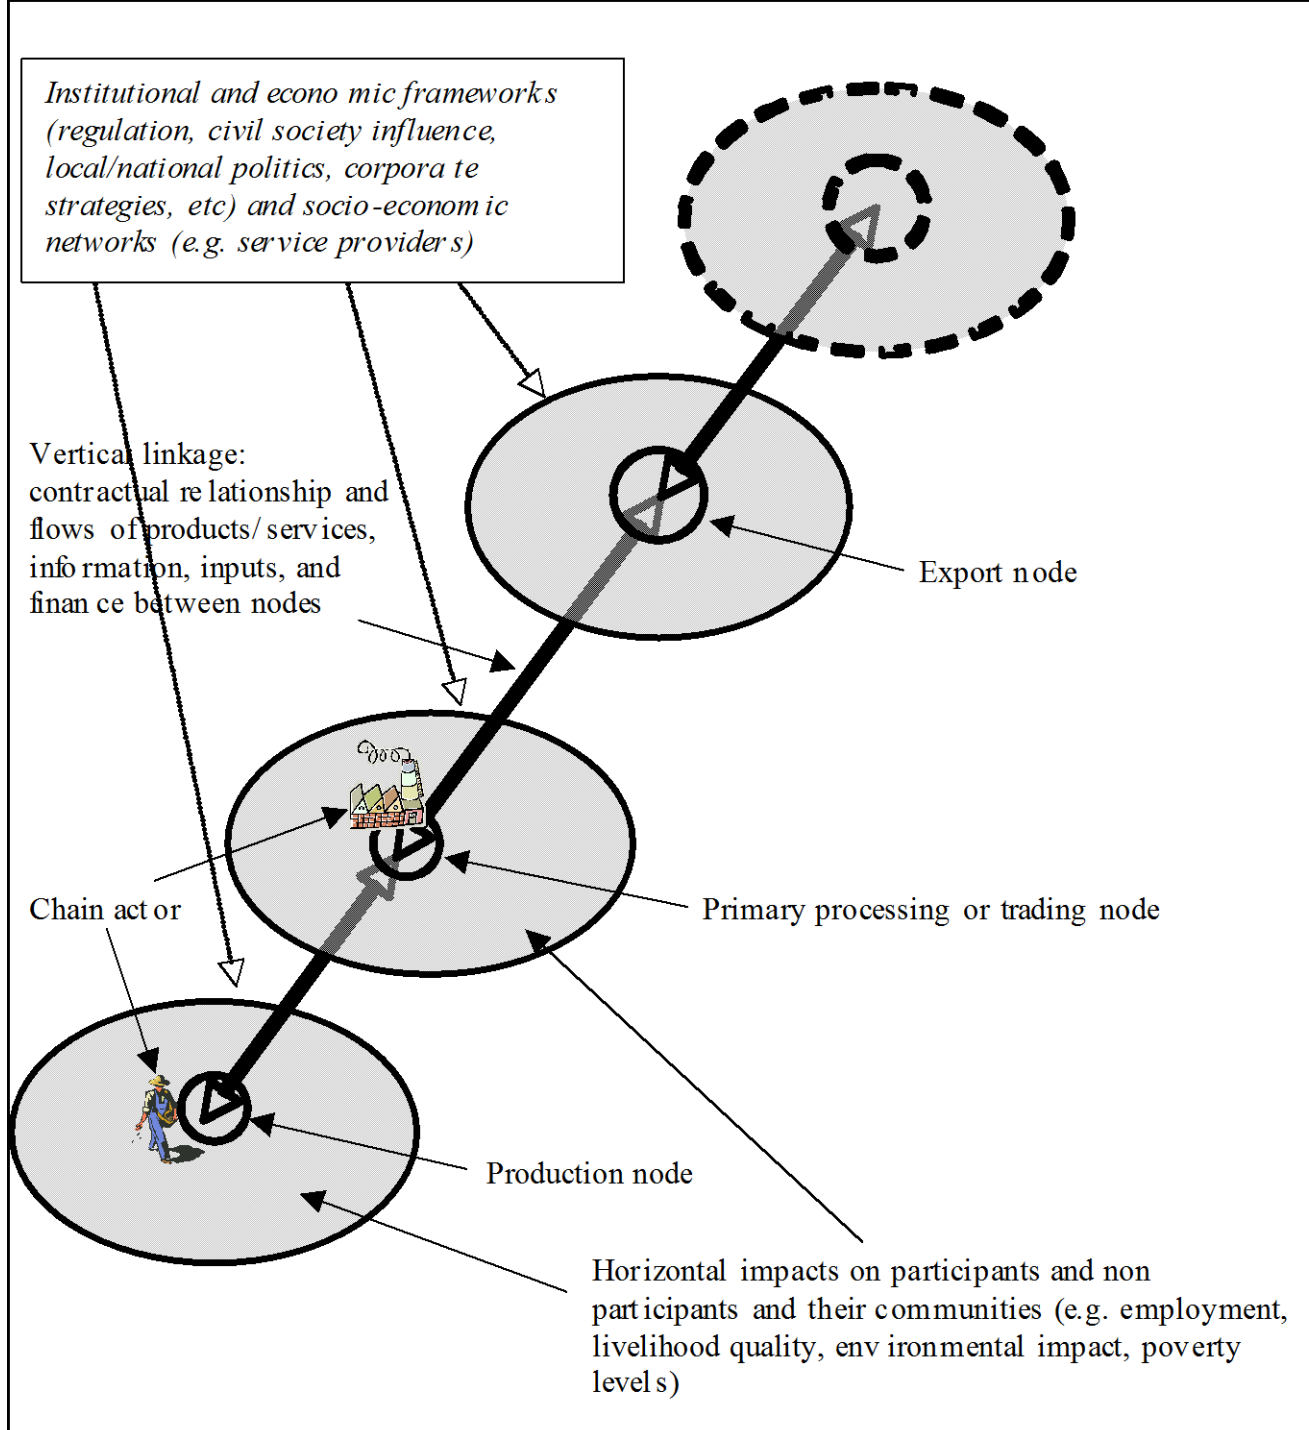 Institutional and economic frameworks
(regulation, civil society influence,
local/national politics, corporate
strategies, etc) and socio-economic
networks (e.g. service providers)
Vertical linkage:
contractual relationship and
flows of products/services,
information, inputs, and
finance between nodes
Export node
Chain actor
Primary processing or trading node
Production node
Horizontal impacts on participants and non
participants and their communities (e.g. employment,
livelihood quality, environmental impact, poverty
levels)